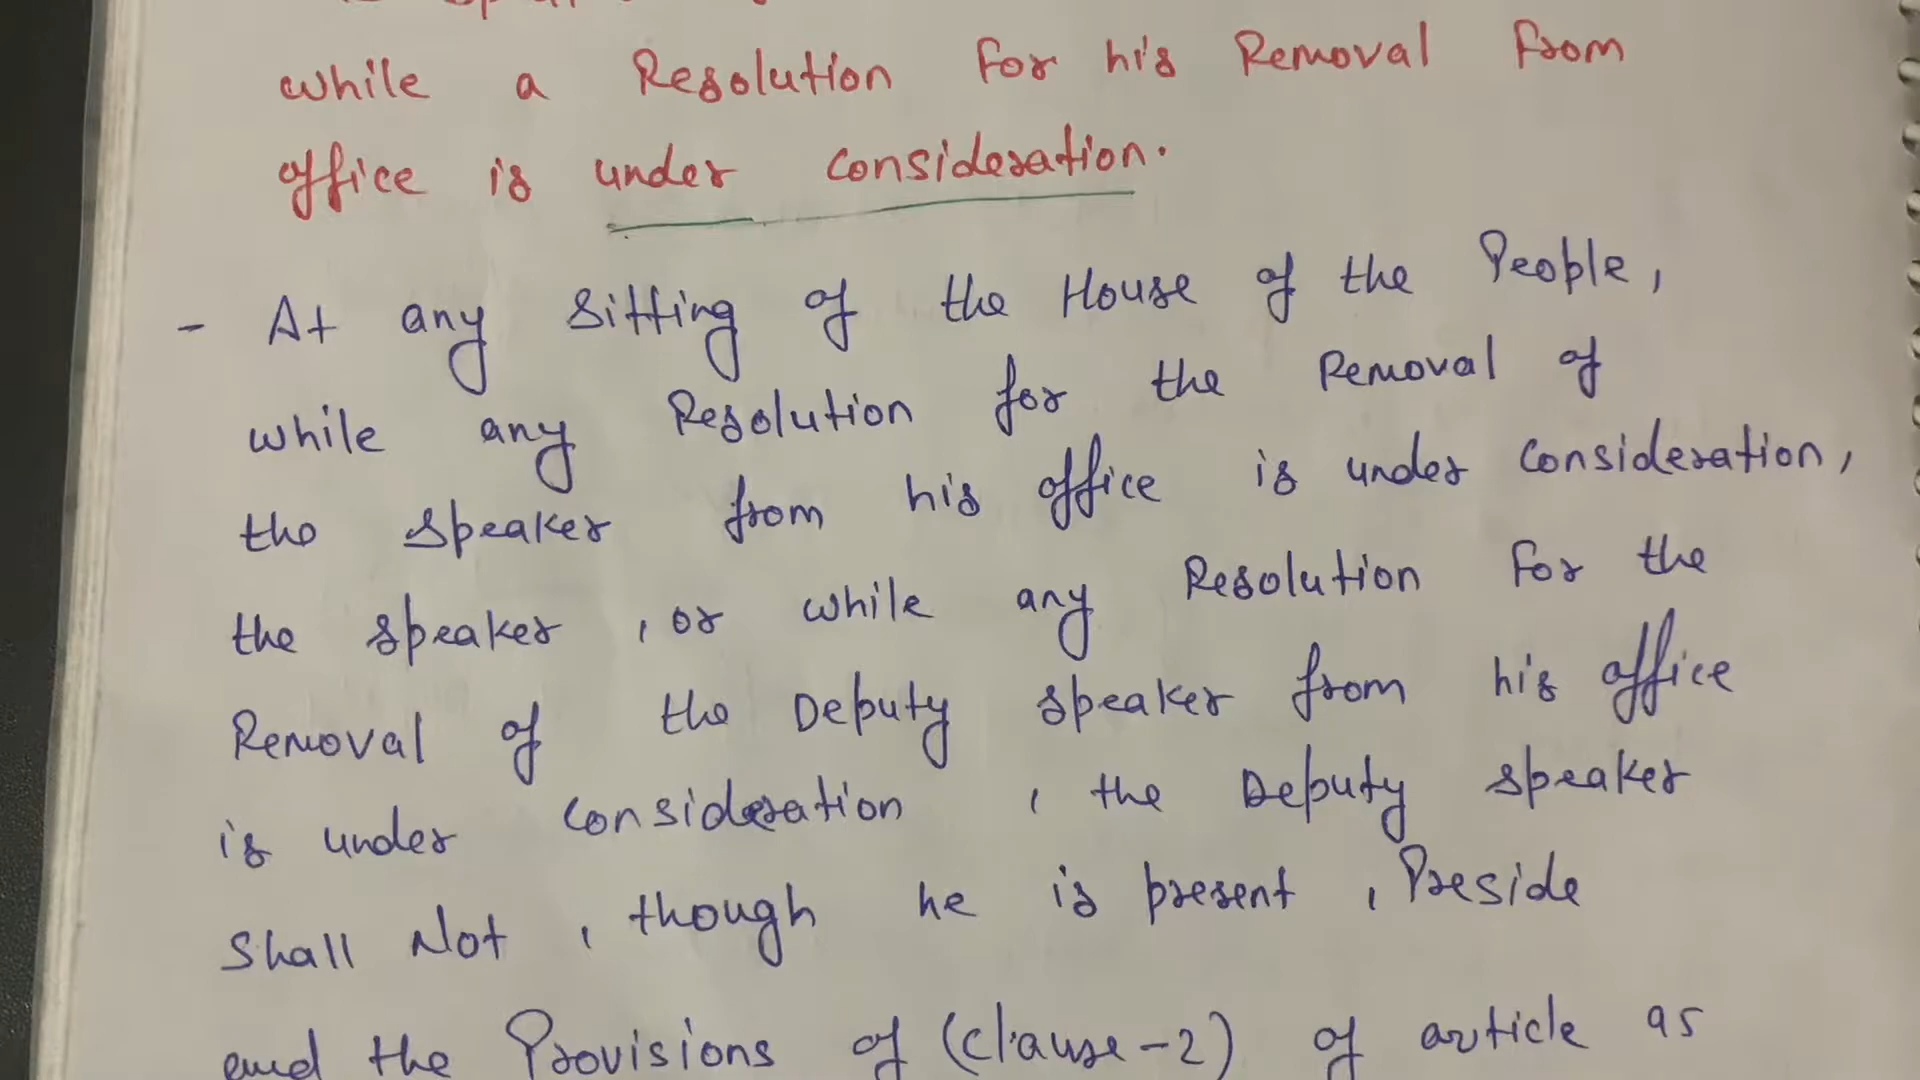 while a Resolution for his Removal from
office is under consideration.
- At any sitting of the House of the People,
while any Resolution for the Removal of
the speaker from his office is under consideration,
the speaker, or while any Resolution for the
Removal of the Deputy speaker from his office
is under consideration, the Deputy speaker
shall Not, though he is present, Preside
and the Provisions of (clause-2) of article as